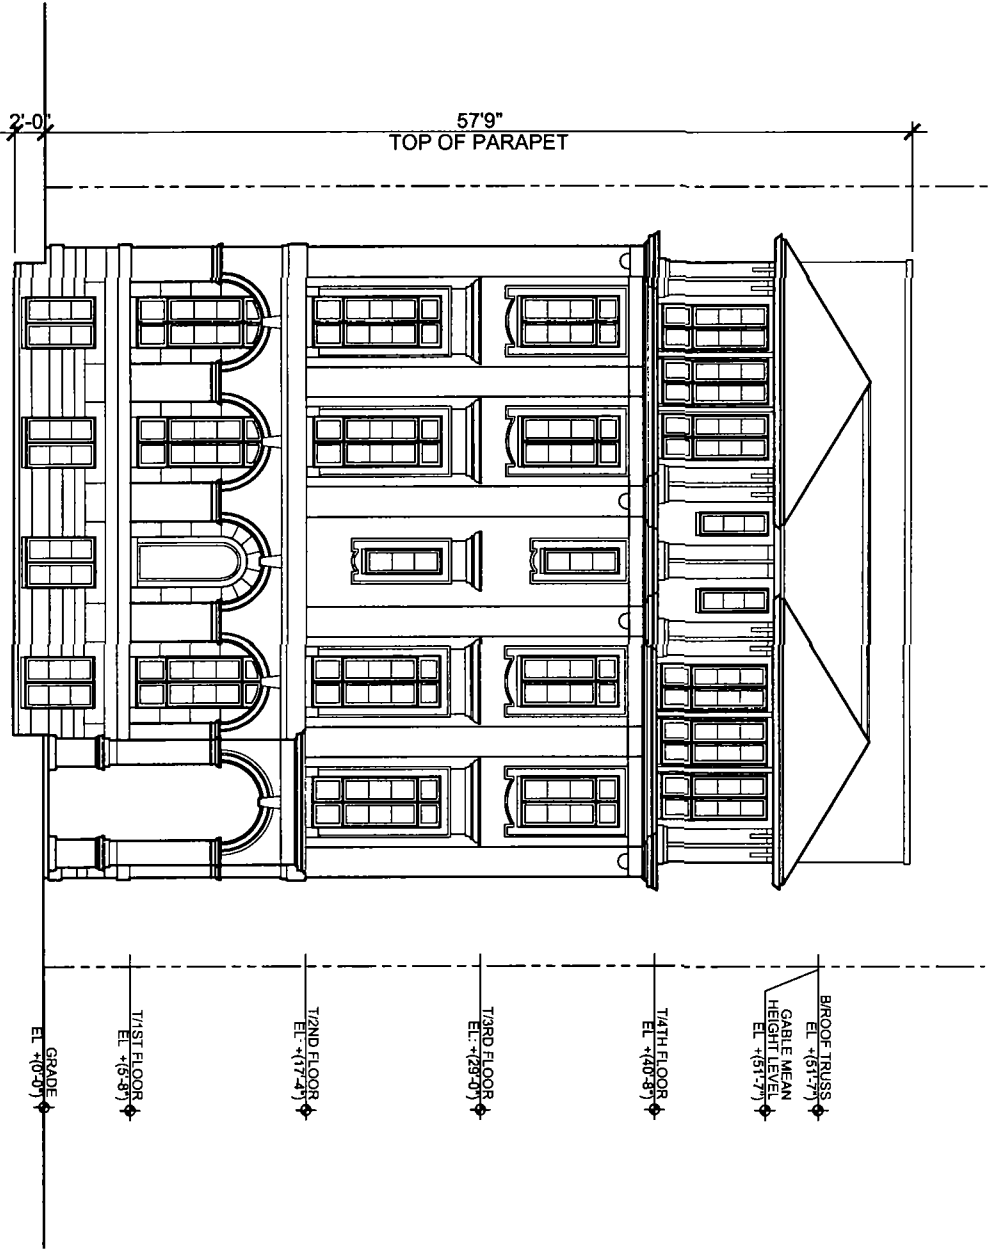 2'-0"
57'9"
TOP OF PARAPET
B/ROOF TRUSS
EL +(51'-7")
GABLE MEAN
HEIGHT LEVEL
EL +(51'-7")
T/4TH FLOOR
EL +(40'-8")
T/3RD FLOOR
EL: +(29'-0")
T/2ND FLOOR
EL: +(17'-4")
T/1ST FLOOR
EL +(5'-8")
GRADE
EL +(0'-0")